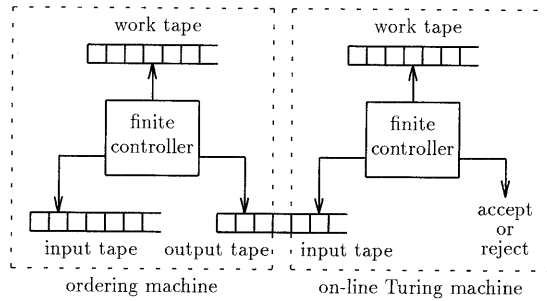 work tape
work tape
finite
controller
finite
controller
input tape
output tape
input tape
accept
or
reject
ordering machine
on-line Turing machine